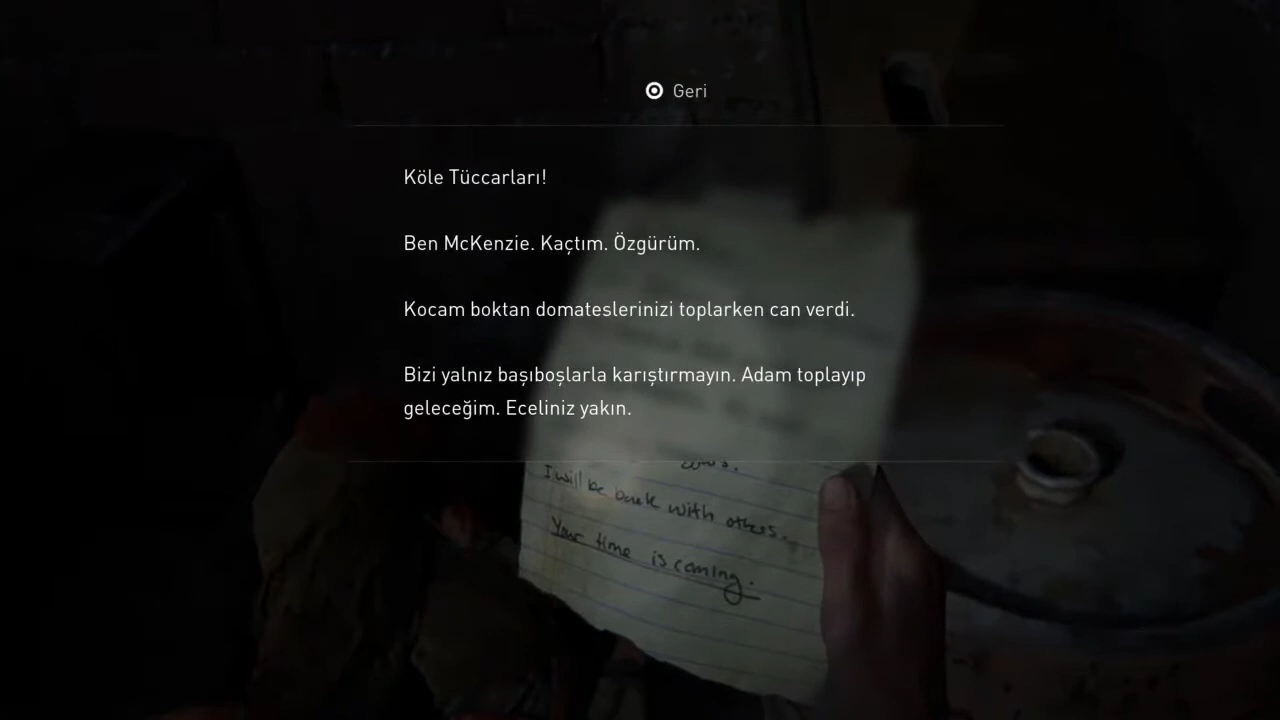 Geri
Köle Tüccarları!
Ben McKenzie. Kaçtım. Özgürüm.
Kocam boktan domateslerinizi toplarken can verdi.
Bizi yalnız başıboşlarla karıştırmayın. Adam toplayıp
geleceğim. Eceliniz yakın.
I will be back with others.
Your time is coming.